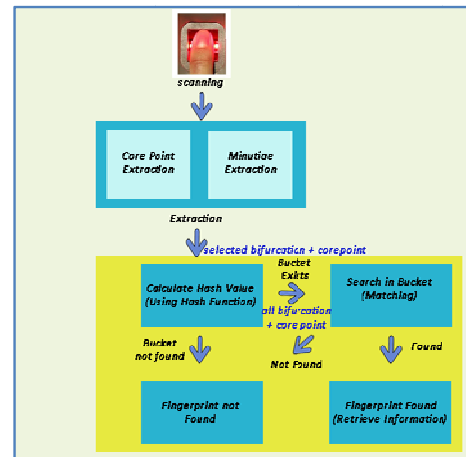 scanning
Core Point
Extraction
Minutiae
Extraction
Extraction
selected bifurcation + corepoint
Bucket
Exixts
Calculate Hash Value
(Using Hash Function)
Search in Bucket
(Matching)
all bifurcation
+ core point
Bucket
not found
Not Found
Found
Fingerprint not
Found
Fingerprint Found
(Retrieve Information)